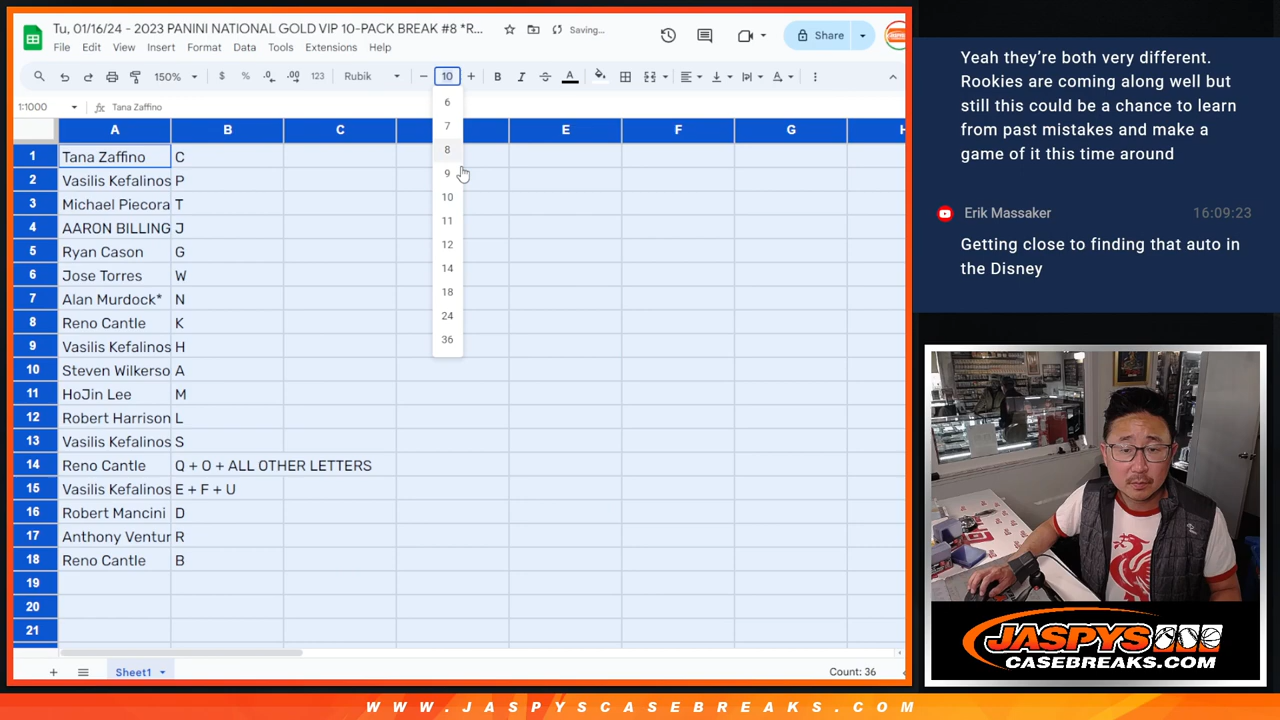 Tu, 01/16/24 - 2023 PANINI NATIONAL GOLD VIP 10-PACK BREAK #8 *R
Saving...
File Edit View Insert Format Data Tools Extensions Help
Share
150% $ % .0 .00 123 Rubik − 10 + B I S A
1:1000 fx Tana Zaffino
A B C E F G H
1 Tana Zaffino C
2 Vasilis Kefalinos P
3 Michael Piecora T
4 AARON BILLING J
5 Ryan Cason G
6 Jose Torres W
7 Alan Murdock* N
8 Reno Cantle K
9 Vasilis Kefalinos H
10 Steven Wilkerso A
11 HoJin Lee M
12 Robert Harrison L
13 Vasilis Kefalinos S
14 Reno Cantle Q + O + ALL OTHER LETTERS
15 Vasilis Kefalinos E + F + U
16 Robert Mancini D
17 Anthony Ventur R
18 Reno Cantle B
19
20
21
6
7
8
9
10
11
12
14
18
24
36
+ Sheet1
Count: 36
Yeah they're both very different.
Rookies are coming along well but
still this could be a chance to learn
from past mistakes and make a
game of it this time around
Erik Massaker 16:09:23
Getting close to finding that auto in
the Disney
JASPYS
CASEBREAKS.COM
WWW.JASPYSCASEBREAKS.COM